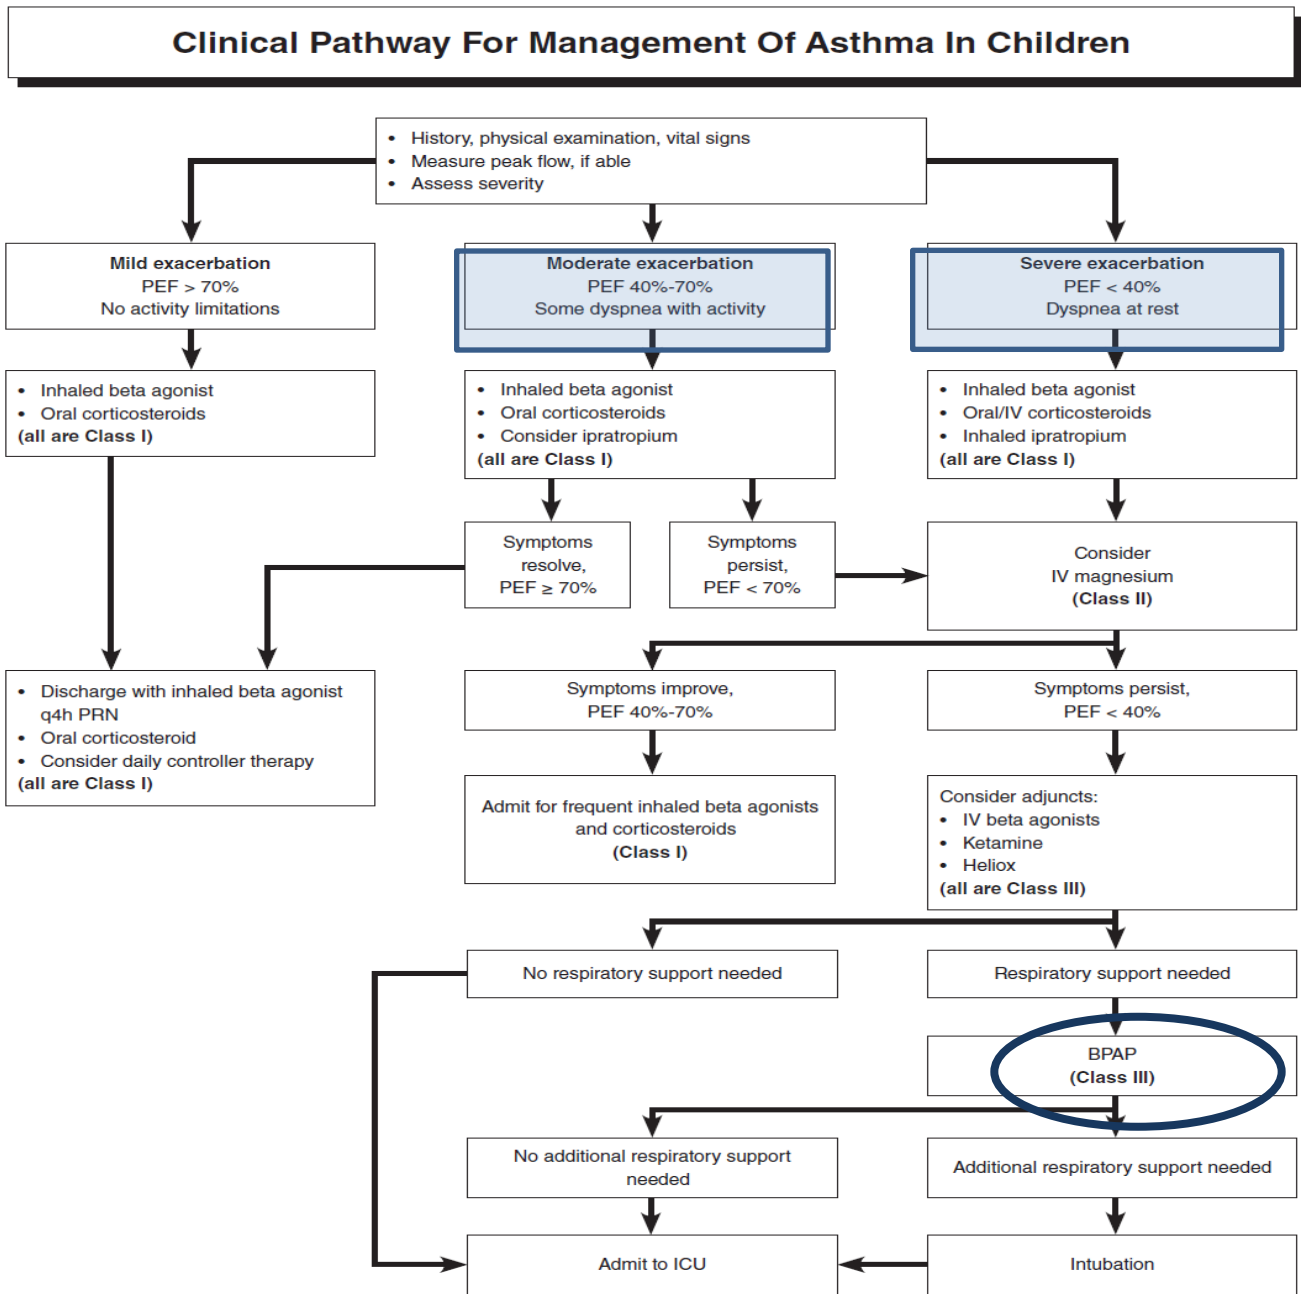 Clinical Pathway For Management Of Asthma In Children
• History, physical examination, vital signs
• Measure peak flow, if able
• Assess severity
Mild exacerbation
PEF > 70%
No activity limitations
Moderate exacerbation
PEF 40%-70%
Some dyspnea with activity
Severe exacerbation
PEF < 40%
Dyspnea at rest
• Inhaled beta agonist
• Oral corticosteroids
(all are Class I)
• Inhaled beta agonist
• Oral corticosteroids
• Consider ipratropium
(all are Class I)
• Inhaled beta agonist
• Oral/IV corticosteroids
• Inhaled ipratropium
(all are Class I)
Symptoms
resolve,
PEF ≥ 70%
Symptoms
persist,
PEF < 70%
Consider
IV magnesium
(Class II)
• Discharge with inhaled beta agonist
q4h PRN
• Oral corticosteroid
• Consider daily controller therapy
(all are Class I)
Symptoms improve,
PEF 40%-70%
Symptoms persist,
PEF < 40%
Admit for frequent inhaled beta agonists
and corticosteroids
(Class I)
Consider adjuncts:
• IV beta agonists
• Ketamine
• Heliox
(all are Class III)
No respiratory support needed
Respiratory support needed
BPAP
(Class III)
No additional respiratory support
needed
Additional respiratory support needed
Admit to ICU
Intubation